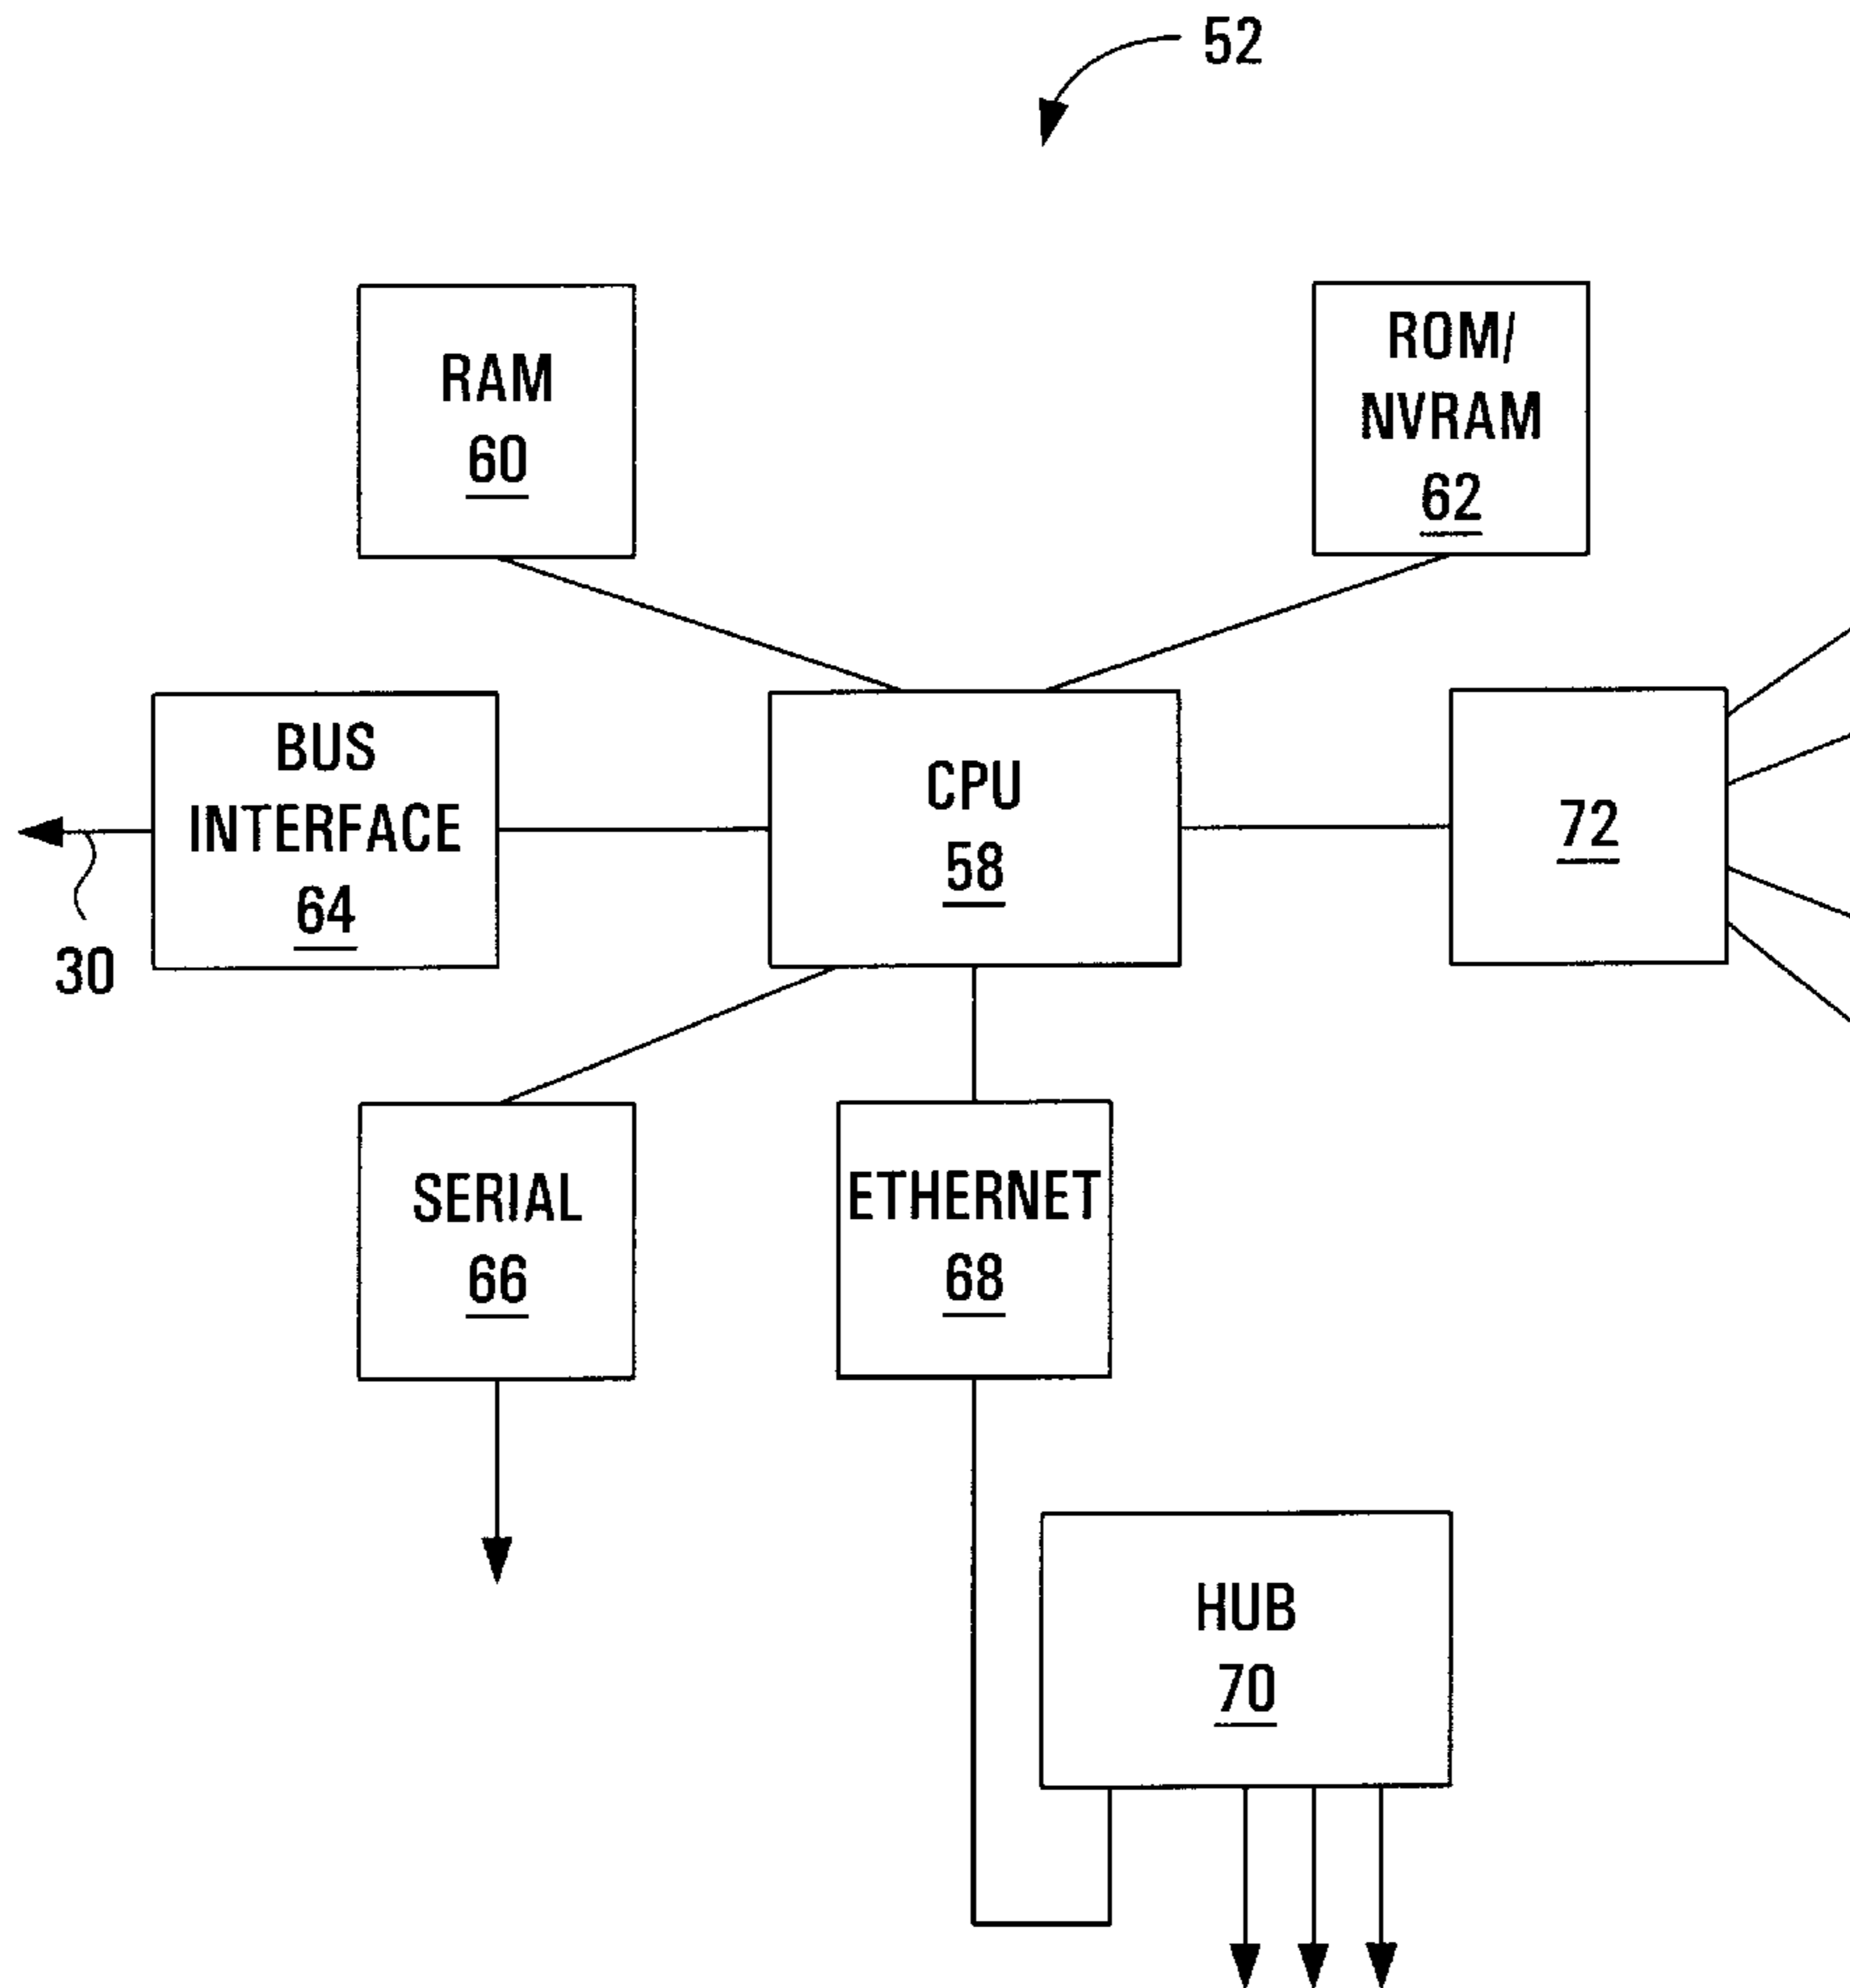 52
RAM
60
ROM/
NVRAM
62
BUS
INTERFACE
64
30
CPU
58
72
SERIAL
66
ETHERNET
68
HUB
70